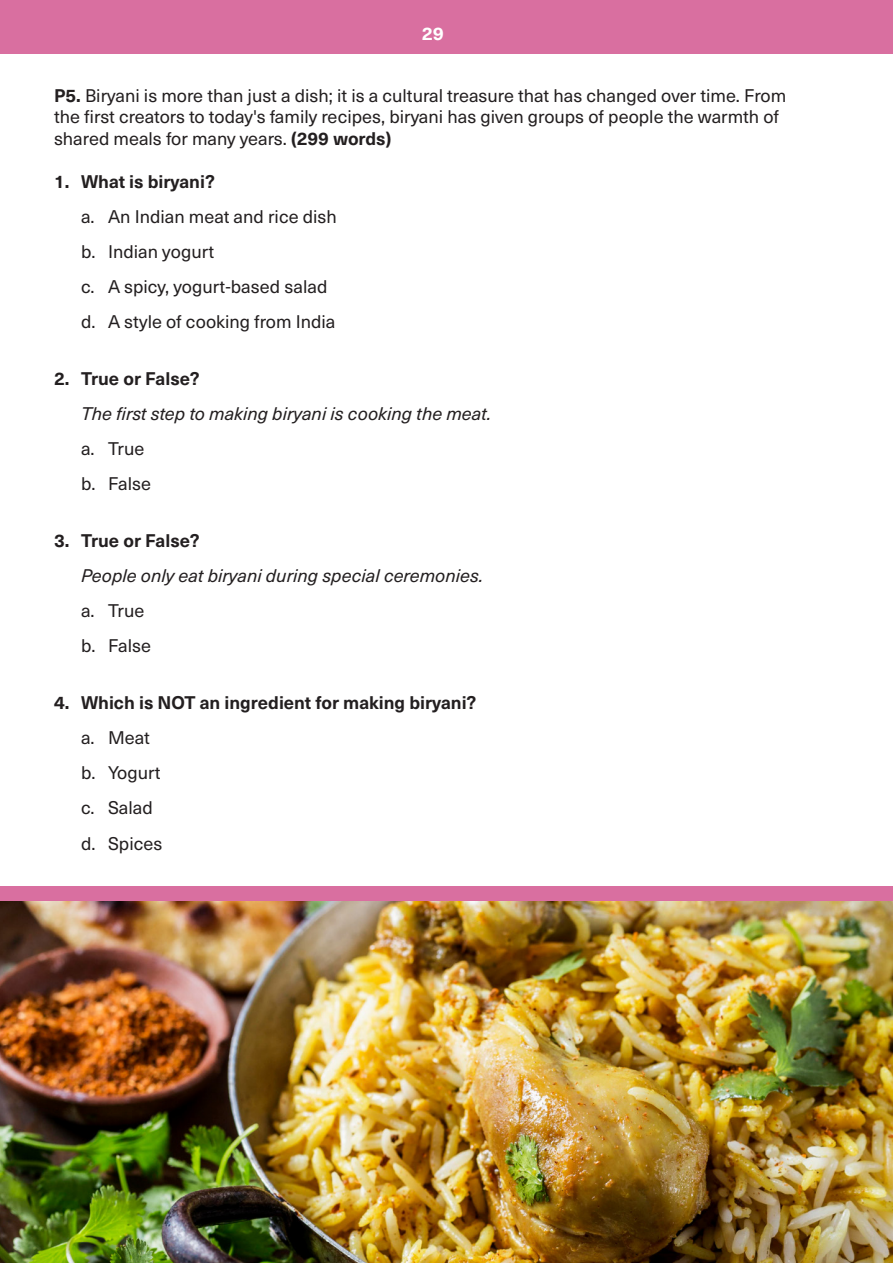 29
P5. Biryani is more than just a dish; it is a cultural treasure that has changed over time. From
the first creators to today's family recipes, biryani has given groups of people the warmth of
shared meals for many years. (299 words)
1. What is biryani?
a. An Indian meat and rice dish
b. Indian yogurt
c. A spicy, yogurt-based salad
d. A style of cooking from India
2. True or False?
The first step to making biryani is cooking the meat.
a. True
b. False
3. True or False?
People only eat biryani during special ceremonies.
a. True
b. False
4. Which is NOT an ingredient for making biryani?
a. Meat
b. Yogurt
c. Salad
d. Spices